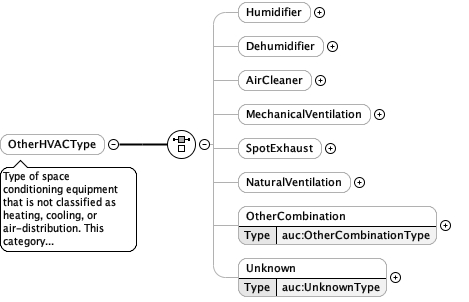 Humidifier
Dehumidifier
AirCleaner
OtherHVACType
MechanicalVentilation
Type of space
conditioning equipment
that is not classified as
heating, cooling, or
air-distribution. This
category...
SpotExhaust
NaturalVentilation
OtherCombination
Type auc:OtherCombinationType
Unknown
Type auc:UnknownType